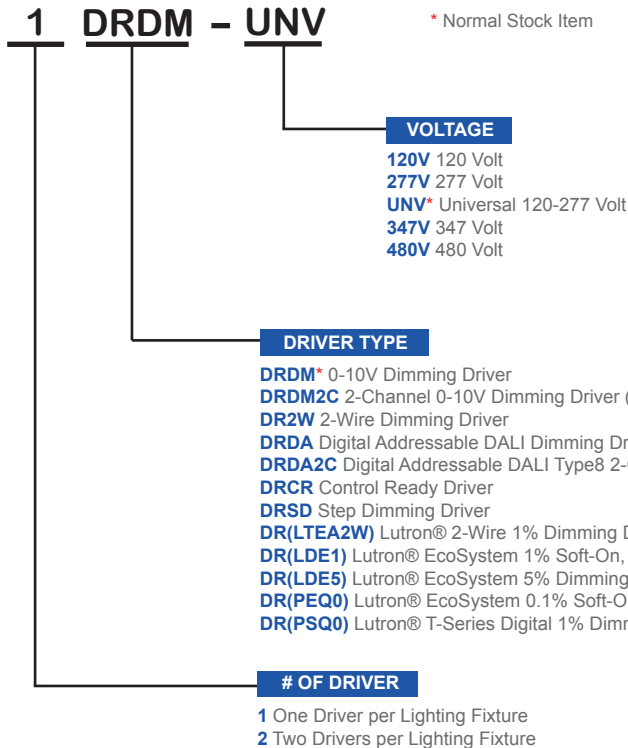 1 DRDM – UNV
* Normal Stock Item
VOLTAGE
120V 120 Volt
277V 277 Volt
UNV* Universal 120-277 Volt
347V 347 Volt
480V 480 Volt
DRIVER TYPE
DRDM* 0-10V Dimming Driver
DRDM2C 2-Channel 0-10V Dimming Driver (
DR2W 2-Wire Dimming Driver
DRDA Digital Addressable DALI Dimming
DRDA2C Digital Addressable DALI Type8
DRCR Control Ready Driver
DRSD Step Dimming Driver
DR(LTEA2W) Lutron® 2-Wire 1% Dimming
DR(LDE1) Lutron® EcoSystem 1% Soft-On,
DR(LDE5) Lutron® EcoSystem 5% Dimming
DR(PEQ0) Lutron® EcoSystem 0.1%
DR(PSQ0) Lutron® T-Series Digital 1%
# OF DRIVER
1 One Driver per Lighting Fixture
2 Two Drivers per Lighting Fixture